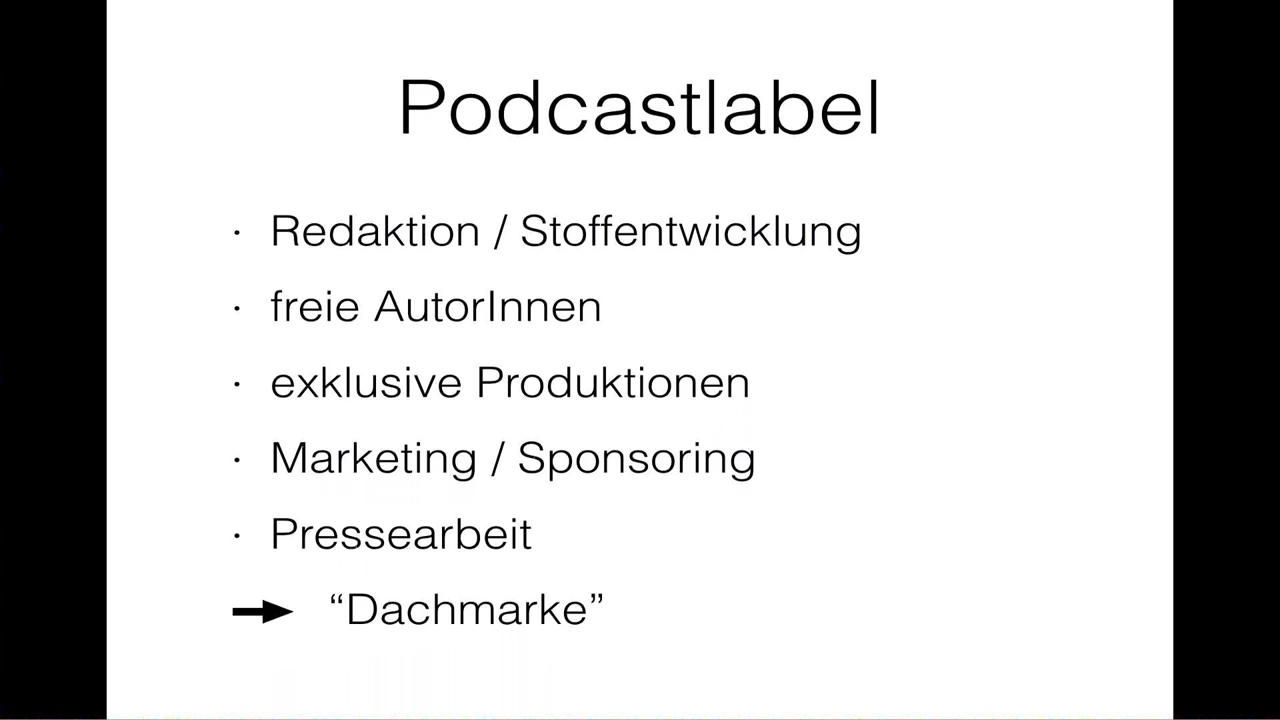 Podcastlabel
· Redaktion / Stoffentwicklung
· freie AutorInnen
· exklusive Produktionen
· Marketing / Sponsoring
· Pressearbeit
➡ “Dachmarke”